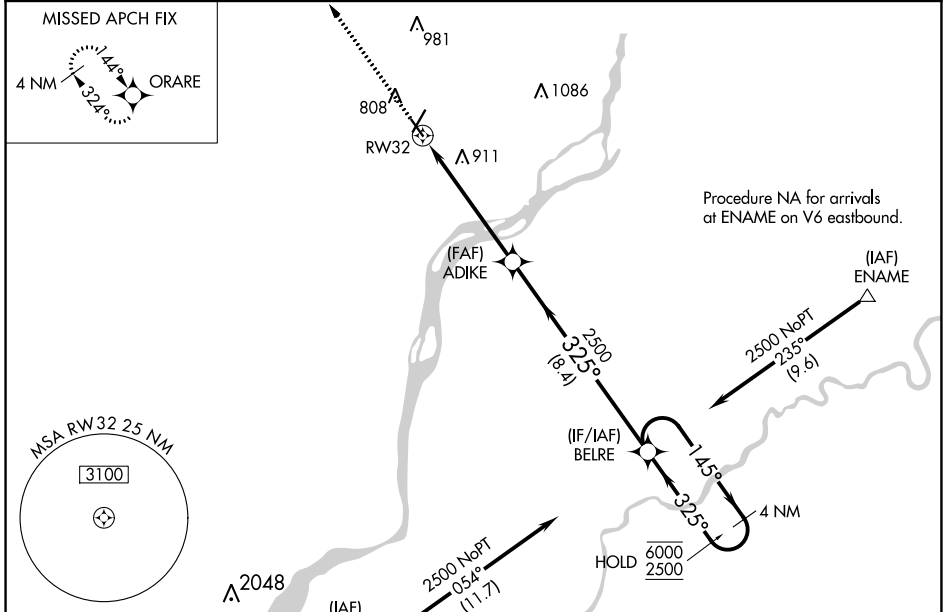 MISSED APCH FIX
4 NM
144°
324°
ORARE
981
808
1086
RW32
911
Procedure NA for arrivals
at ENAME on V6 eastbound.
(FAF)
ADIKE
(IAF)
ENAME
2500 NoPT
235°
(9.6)
2500
325°
(8.4)
(IF/IAF)
BELRE
145°
325°
4 NM
HOLD
6000
2500
MSA RW32 25 NM
3100
2048
2500 NoPT
054°
(11.7)
(IAF)